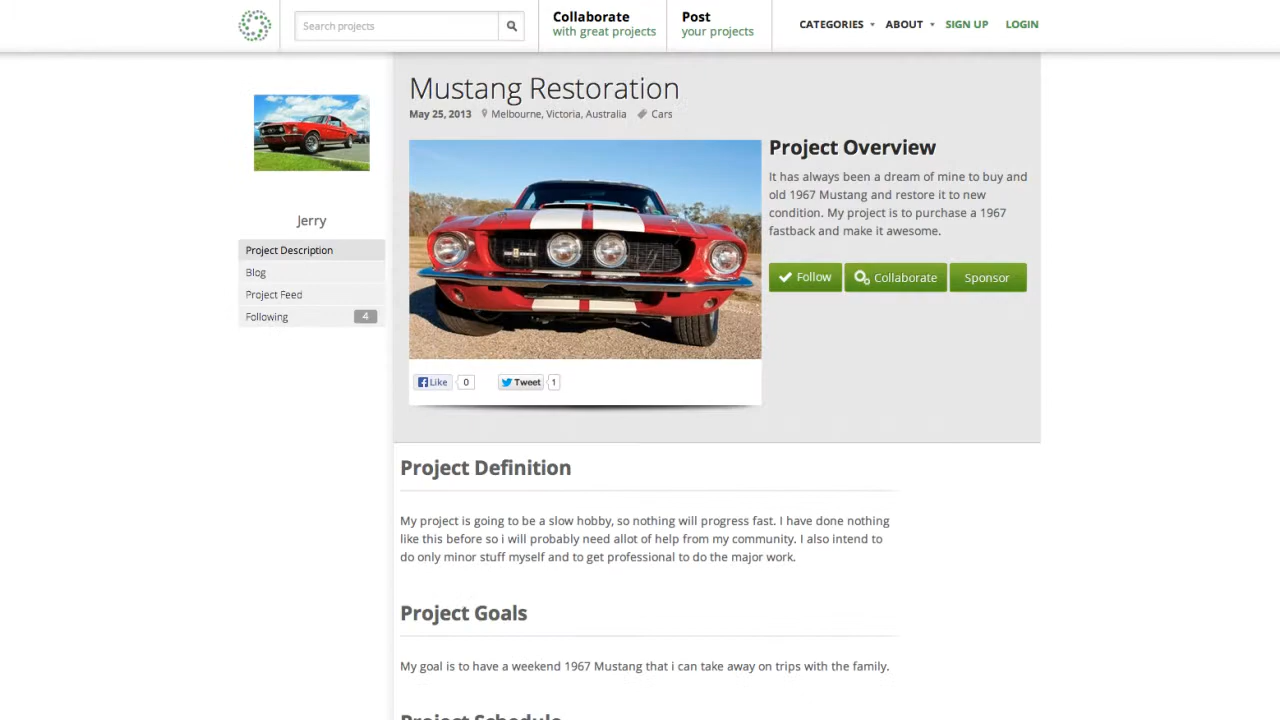 Search projects
Collaborate
with great projects
Post
your projects
CATEGORIES
ABOUT
SIGN UP
LOGIN
Jerry
Project Description
Blog
Project Feed
Following 4
Mustang Restoration
May 25, 2013 Melbourne, Victoria, Australia Cars
Like 0 Tweet 1
Project Overview
It has always been a dream of mine to buy and
old 1967 Mustang and restore it to new
condition. My project is to purchase a 1967
fastback and make it awesome.
Follow Collaborate Sponsor
Project Definition
My project is going to be a slow hobby, so nothing will progress fast. I have done nothing
like this before so i will probably need allot of help from my community. I also intend to
do only minor stuff myself and to get professional to do the major work.
Project Goals
My goal is to have a weekend 1967 Mustang that i can take away on trips with the family.
Project Schedule